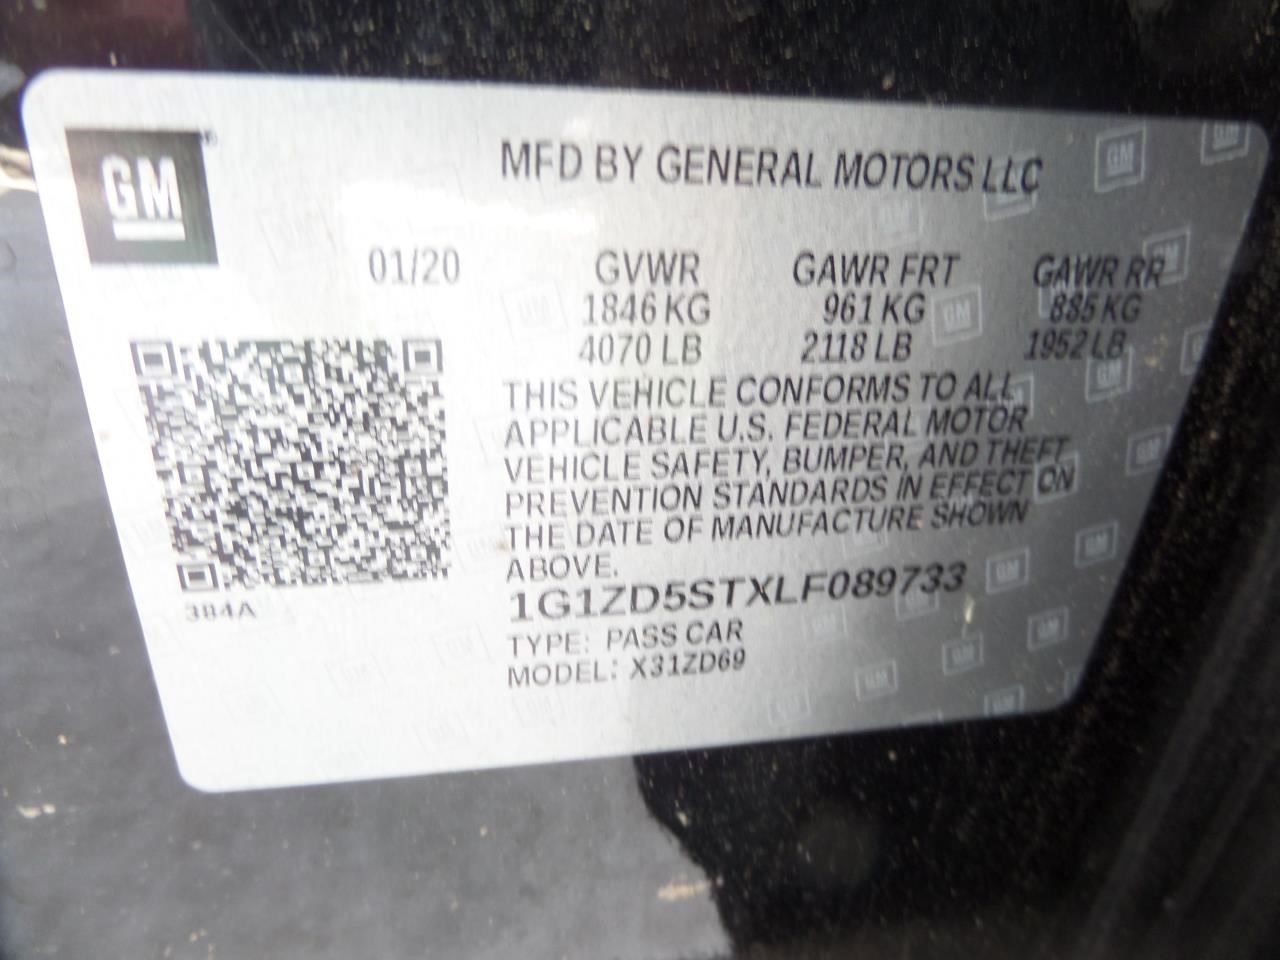 GM
MFD BY GENERAL MOTORS LLC
01/20 GVWR GAWR FRT GAWR RR
1846 KG 961 KG 885 KG
4070 LB 2118 LB 1952 LB
THIS VEHICLE CONFORMS TO ALL
APPLICABLE U.S. FEDERAL MOTOR
VEHICLE SAFETY, BUMPER, AND THEFT
PREVENTION STANDARDS IN EFFECT ON
THE DATE OF MANUFACTURE SHOWN
ABOVE.
1G1ZD5STXLF089733
384A
TYPE: PASS CAR
MODEL: X31ZD69